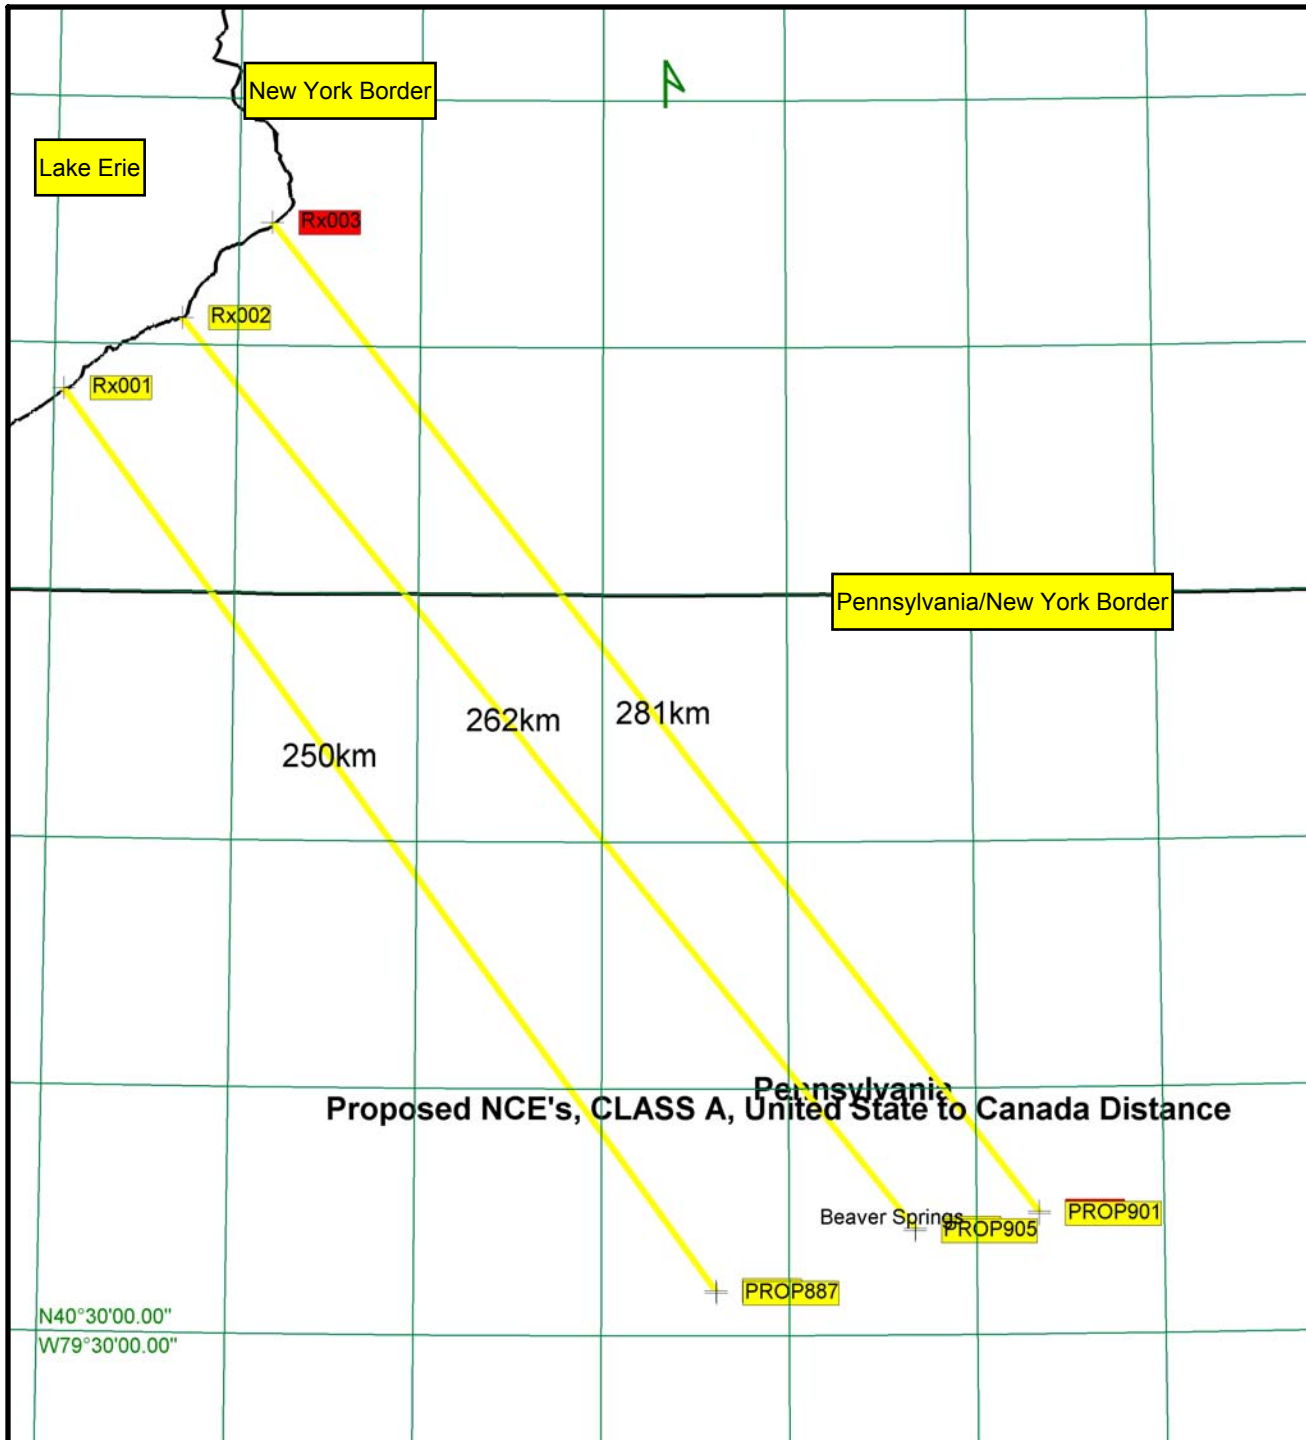 New York Border
Lake Erie
Rx003
Rx002
Rx001
Pennsylvania/New York Border
281km
262km
250km
Pennsylvania
Proposed NCE's, CLASS A, United State to Canada Distance
PROP901
Beaver Springs
PROP905
PROP887
N40°30'00.00"
W79°30'00.00"